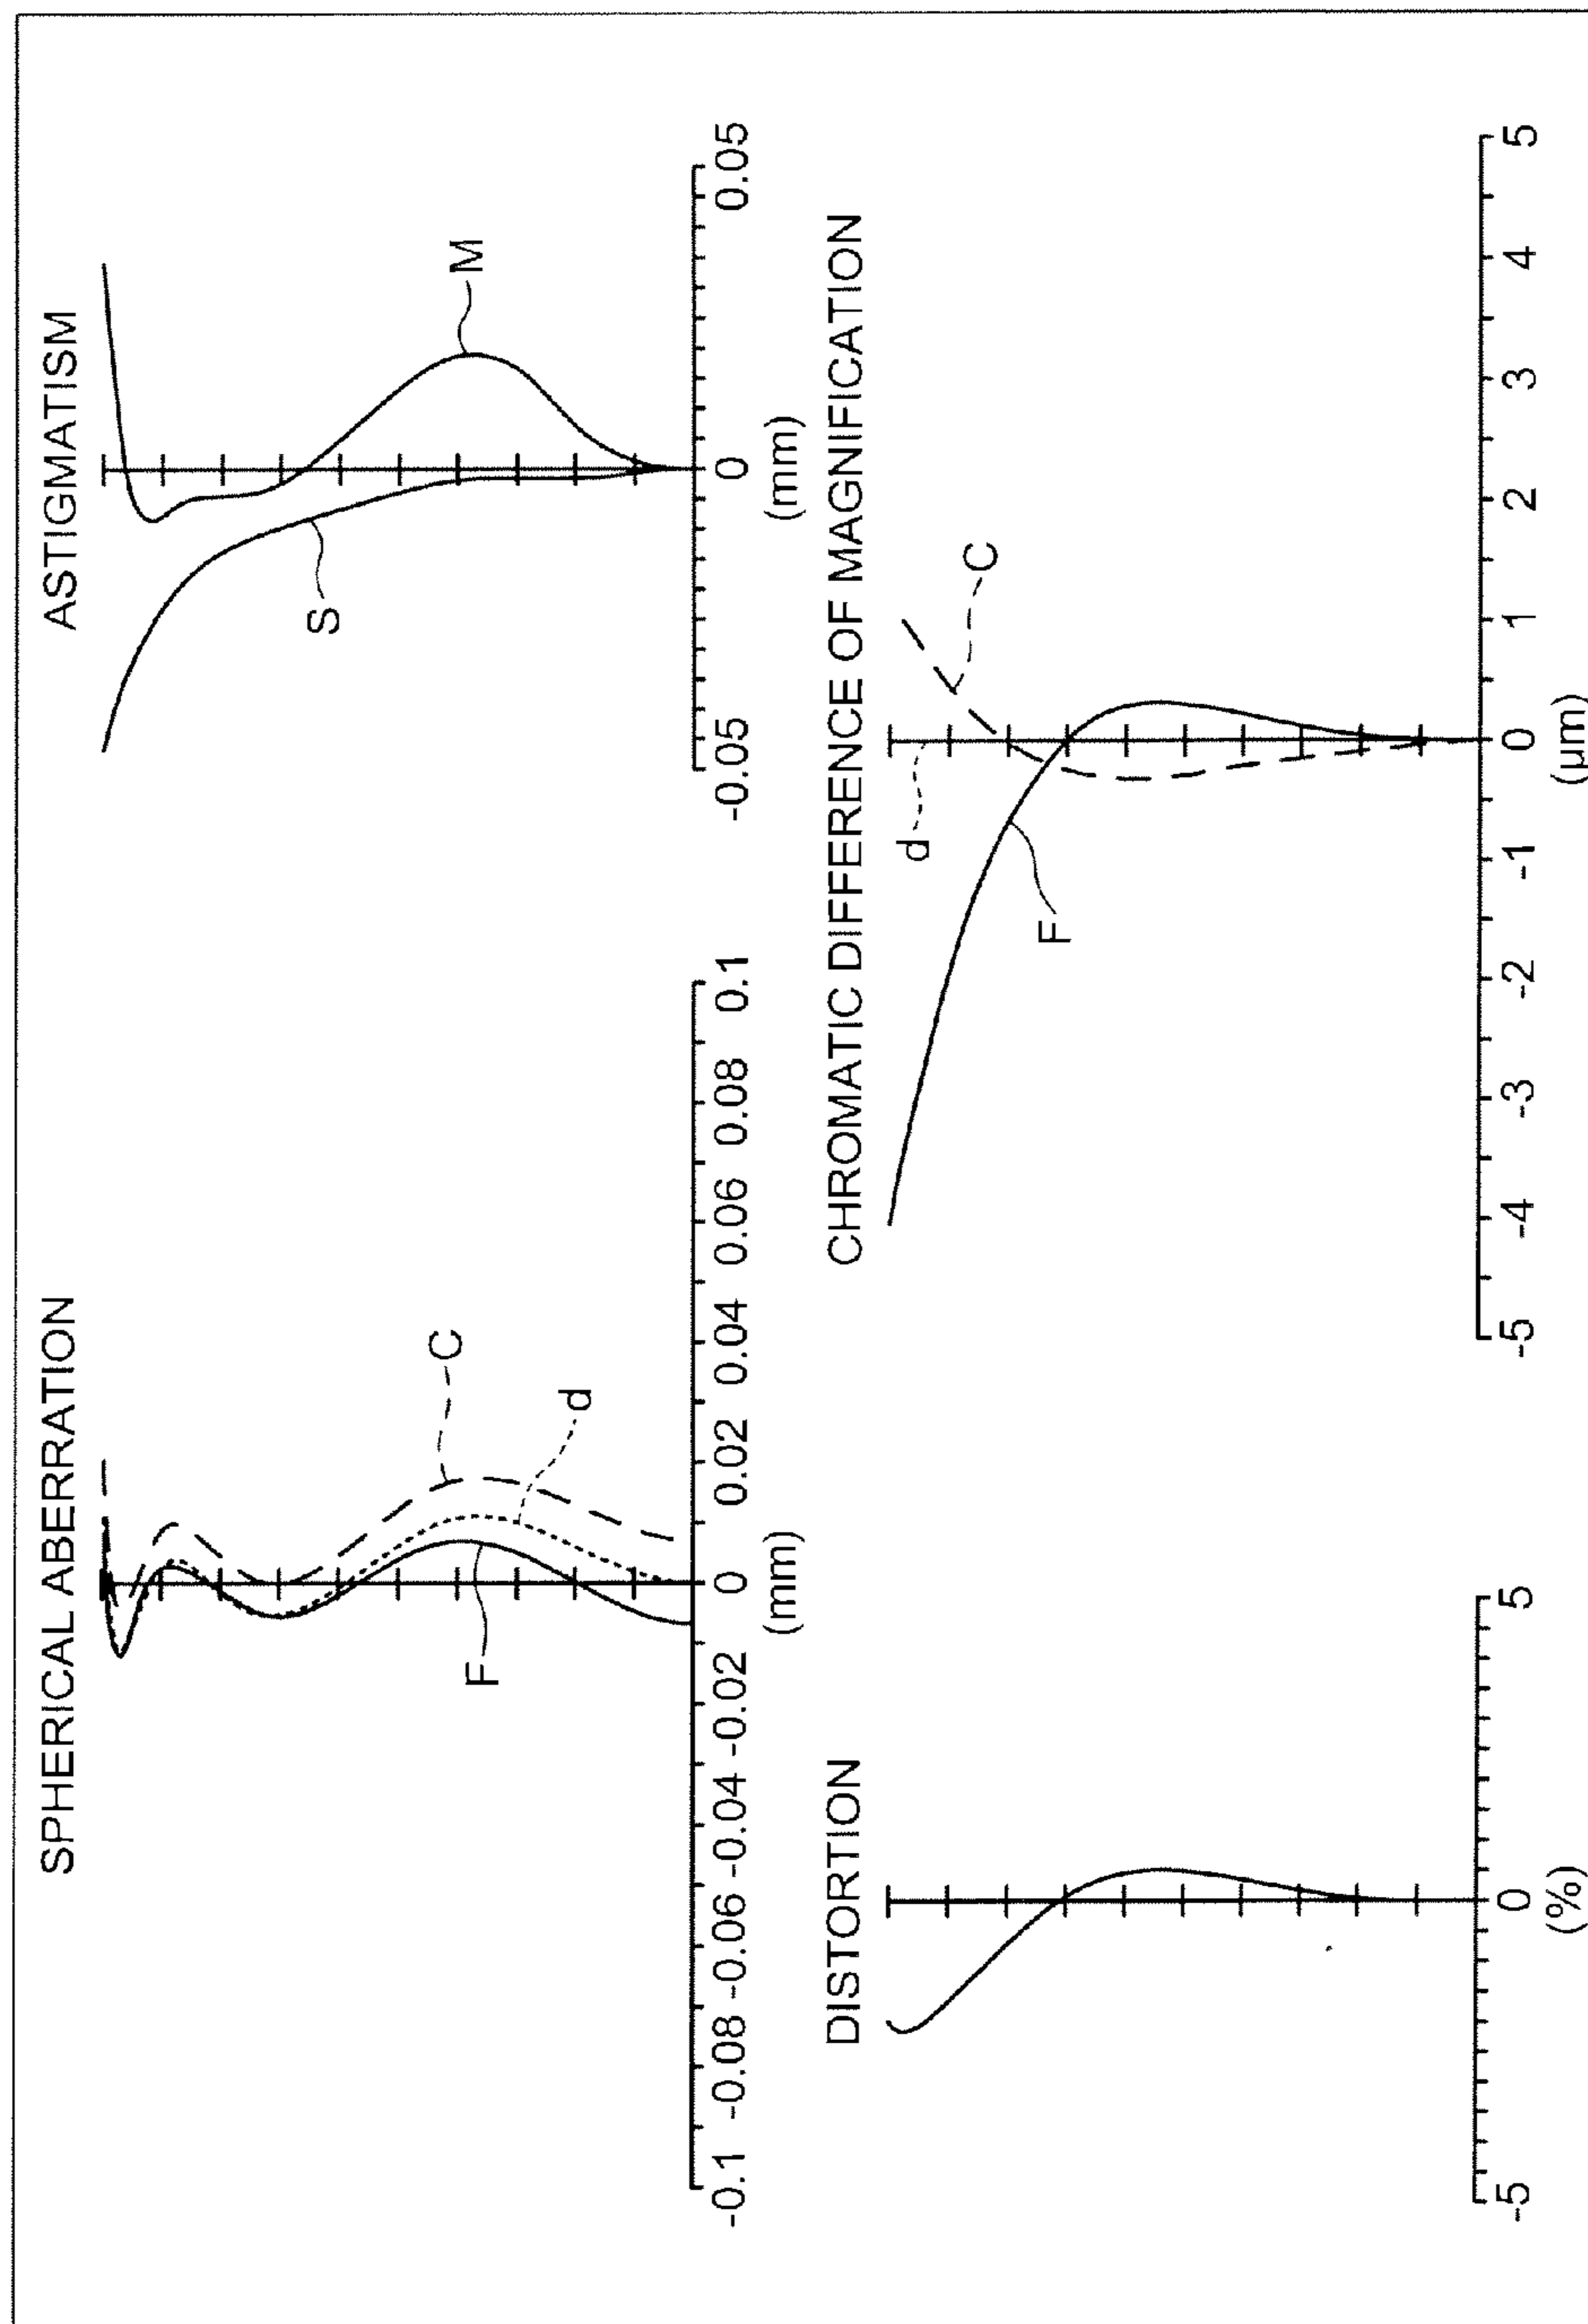 SPHERICAL ABERRATION
C
d
F
-0.1 -0.08 -0.06 -0.04 -0.02 0 0.02 0.04 0.06 0.08 0.1
(mm)
ASTIGMATISM
M
S
-0.05 0 0.05
(mm)
DISTORTION
-5 0 5
(%)
CHROMATIC DIFFERENCE OF MAGNIFICATION
d
C
F
-5 -4 -3 -2 -1 0 1 2 3 4 5
(µm)